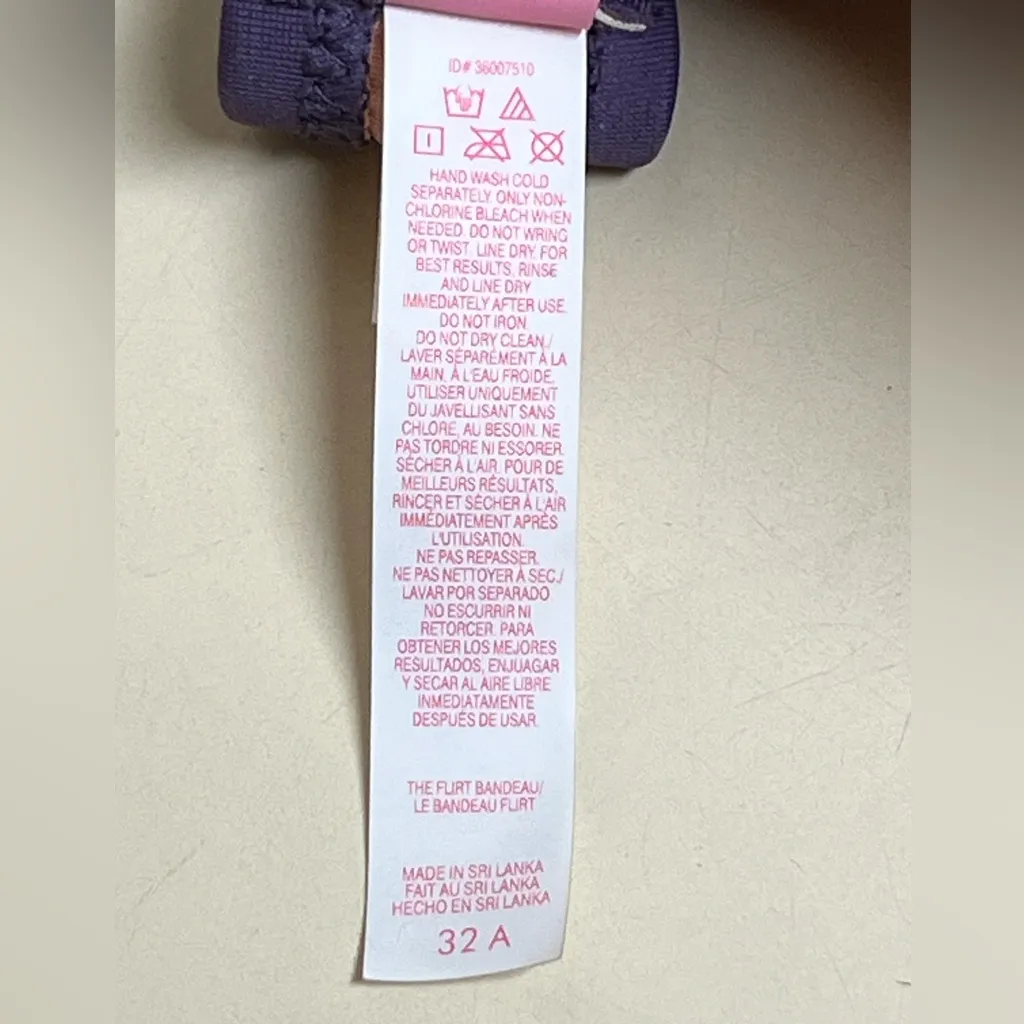 ID# 36007510
HAND WASH COLD
SEPARATELY. ONLY NON-
CHLORINE BLEACH WHEN
NEEDED. DO NOT WRING
OR TWIST. LINE DRY. FOR
BEST RESULTS, RINSE
AND LINE DRY
IMMEDIATELY AFTER USE.
DO NOT IRON.
DO NOT DRY CLEAN./
LAVER SÉPARÉMENT À LA
MAIN, À L'EAU FROIDE.
UTILISER UNIQUEMENT
DU JAVELLISANT SANS
CHLORE, AU BESOIN. NE
PAS TORDRE NI ESSORER.
SÉCHER À L'AIR. POUR DE
MEILLEURS RÉSULTATS,
RINCER ET SÉCHER À L'AIR
IMMÉDIATEMENT APRÈS
L'UTILISATION.
NE PAS REPASSER.
NE PAS NETTOYER À SEC./
LAVAR POR SEPARADO
NO ESCURRIR NI
RETORCER. PARA
OBTENER LOS MEJORES
RESULTADOS, ENJUAGAR
Y SECAR AL AIRE LIBRE
INMEDIATAMENTE
DESPUÉS DE USAR.
THE FLIRT BANDEAU/
LE BANDEAU FLIRT
MADE IN SRI LANKA
FAIT AU SRI LANKA
HECHO EN SRI LANKA
32 A